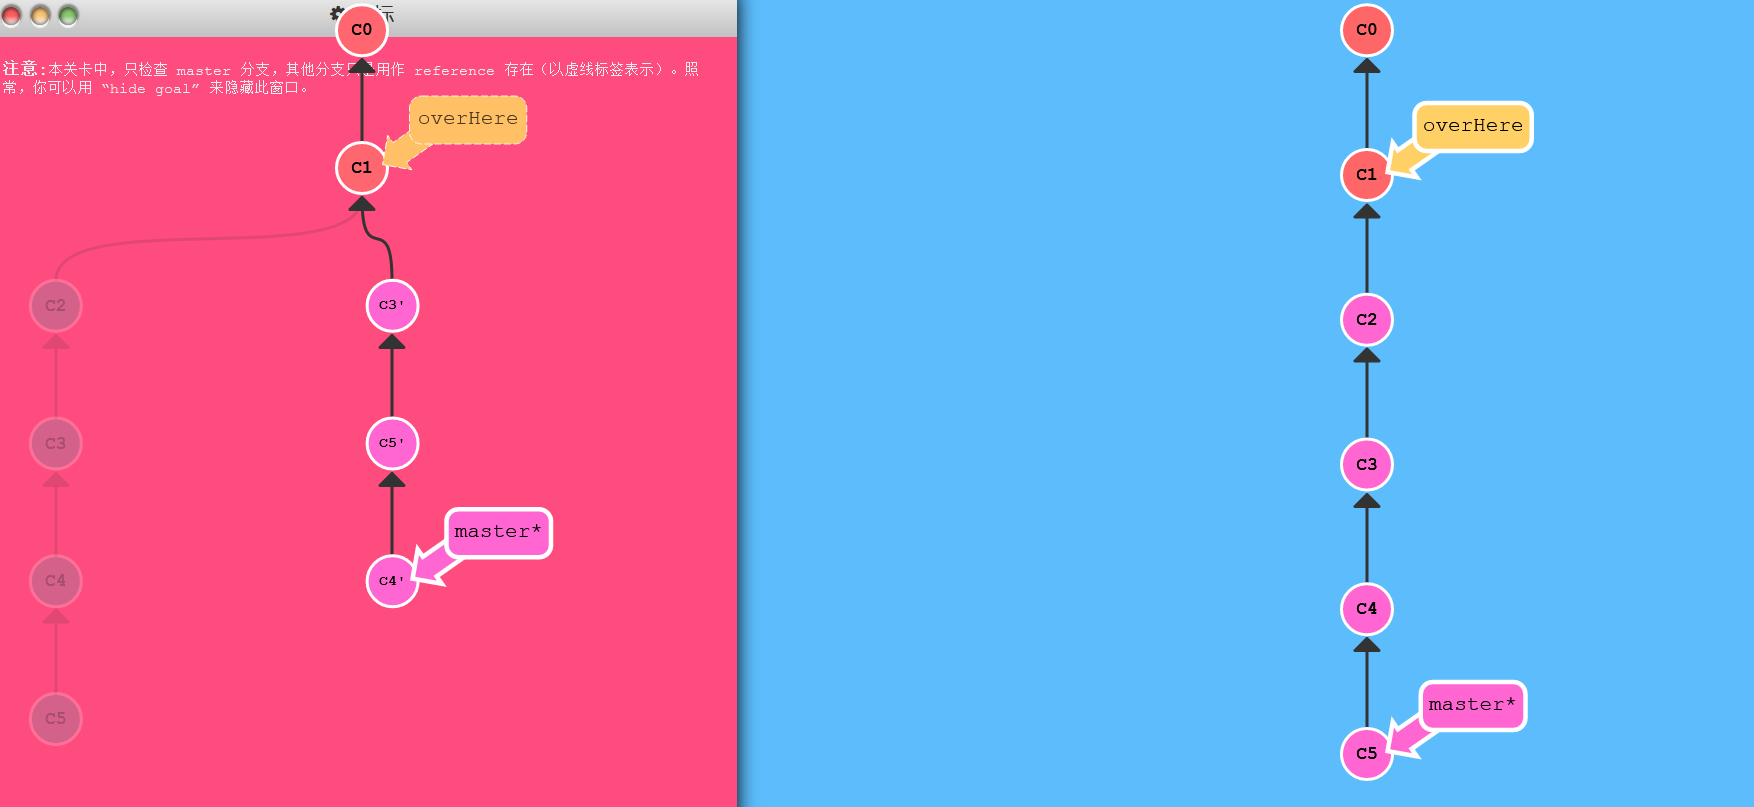 标
C0
注意:本关卡中，只检查 master 分支，其他分支只是用作 reference 存在（以虚线标签表示）。照
常，你可以用 “hide goal” 来隐藏此窗口。
overHere
C1
C2
C3'
C3
C5'
master*
C4
C4'
C5
C0
overHere
C1
C2
C3
C4
master*
C5